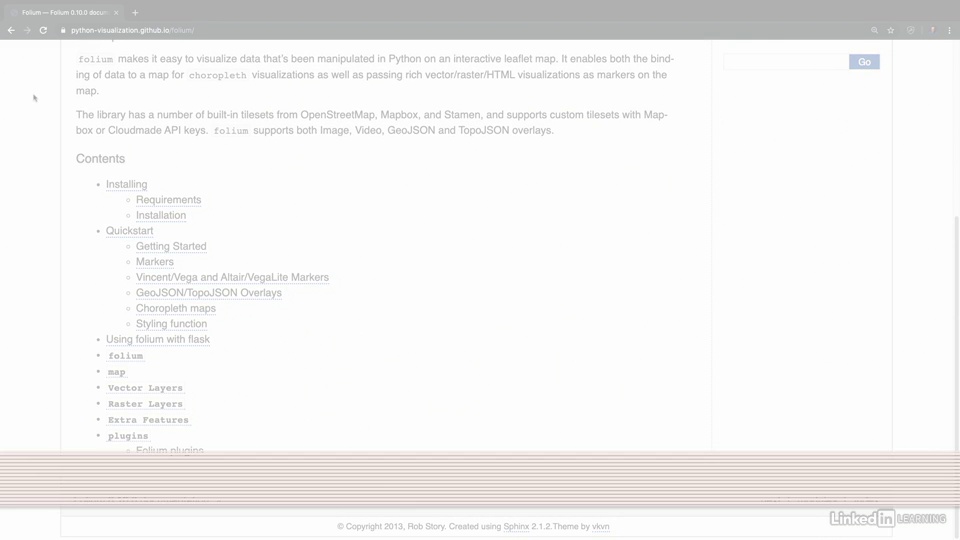 Folium — Folium 0.10.0 docum
python-visualization.github.io/folium/
folium makes it easy to visualize data that's been manipulated in Python on an interactive leaflet map. It enables both the bind-
ing of data to a map for choropleth visualizations as well as passing rich vector/raster/HTML visualizations as markers on the
map.
Go
The library has a number of built-in tilesets from OpenStreetMap, Mapbox, and Stamen, and supports custom tilesets with Map-
box or Cloudmade API keys. folium supports both Image, Video, GeoJSON and TopoJSON overlays.
Contents
• Installing
Requirements
Installation
• Quickstart
Getting Started
Markers
Vincent/Vega and Altair/VegaLite Markers
GeoJSON/TopoJSON Overlays
Choropleth maps
Styling function
• Using folium with flask
• folium
• map
• Vector Layers
• Raster Layers
• Extra Features
• plugins
Folium plugins
© Copyright 2013, Rob Story. Created using Sphinx 2.1.2.Theme by vkvn
LinkedIn LEARNING